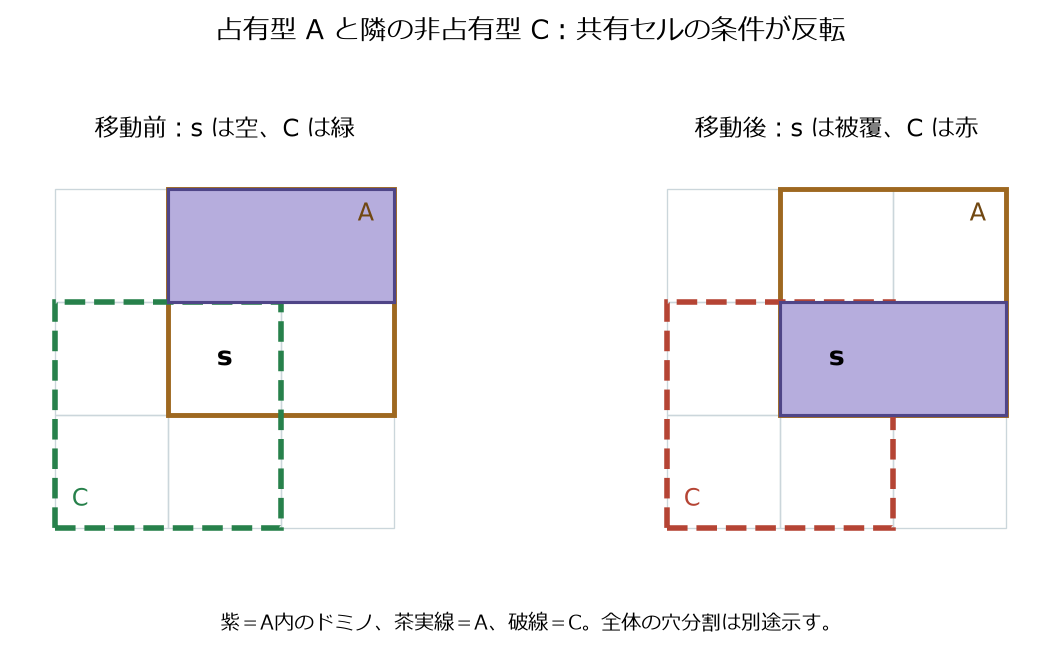 占有型 A と隣の非占有型 C：共有セルの条件が反転
移動前：s は空、C は緑
移動後：s は被覆、C は赤
A
A
s
s
C
C
紫＝A内のドミノ、茶実線＝A、破線＝C。全体の穴分割は別途示す。